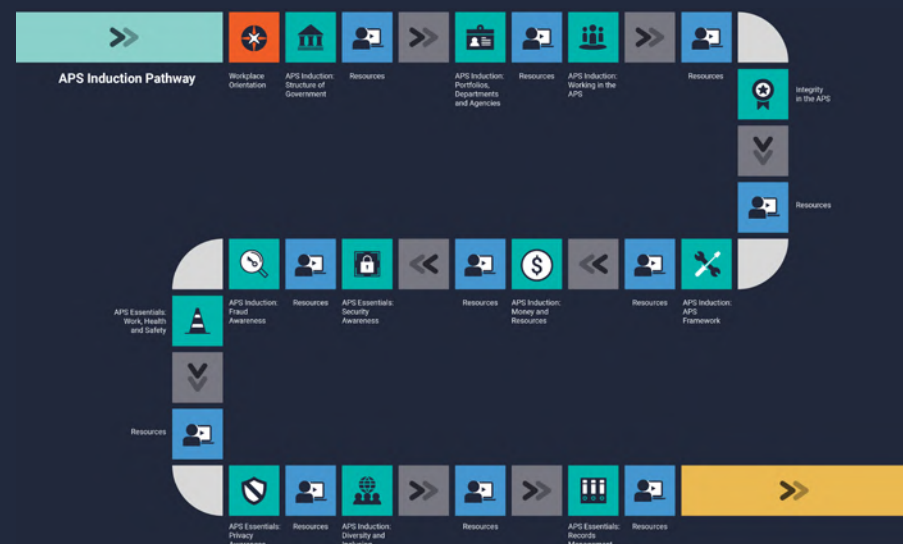 APS Induction Pathway
Workplace
Orientation
APS Induction:
Structure of
Government
Resources
APS Induction:
Portfolios,
Departments
and Agencies
Resources
APS Induction:
Working in the
APS
Resources
Integrity
in the APS
Resources
APS Induction:
APS
Framework
Resources
APS Induction:
Money and
Resources
Resources
APS Essentials:
Security
Awareness
Resources
APS Induction:
Fraud
Awareness
APS Essentials:
Work, Health
and Safety
Resources
APS Essentials:
Privacy
Awareness
Resources
APS Induction:
Diversity and
Inclusion
Resources
APS Essentials:
Records
Management
Resources